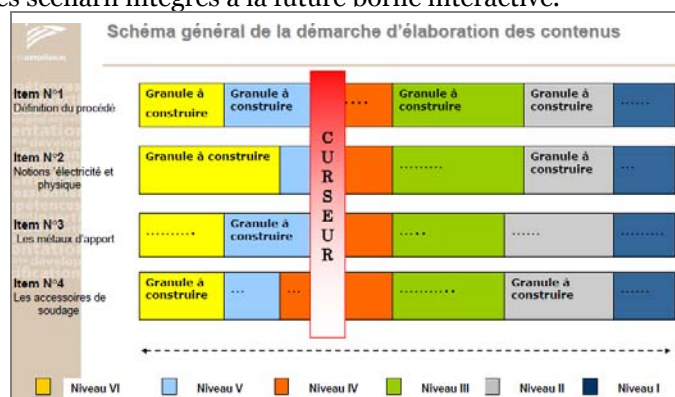 es scénarii intégrés à la future borne interactive.
Schéma général de la démarche d'élaboration des contenus
Item N°1
Définition du procédé
Granule à
construire
Granule à
construire
....
Granule à
construire
Granule à
construire
......
Item N°2
Notions 'électricité et
physique
Granule à construire
.........
Granule à
construire
...
Item N°3
Les métaux d'apport
.........
Granule à
construire
.....
......
.........
Item N°4
Les accessoires de
soudage
Granule à
construire
...
...
..........
Granule à
construire
......
C
U
R
S
E
U
R
Niveau VI
Niveau V
Niveau IV
Niveau III
Niveau II
Niveau I